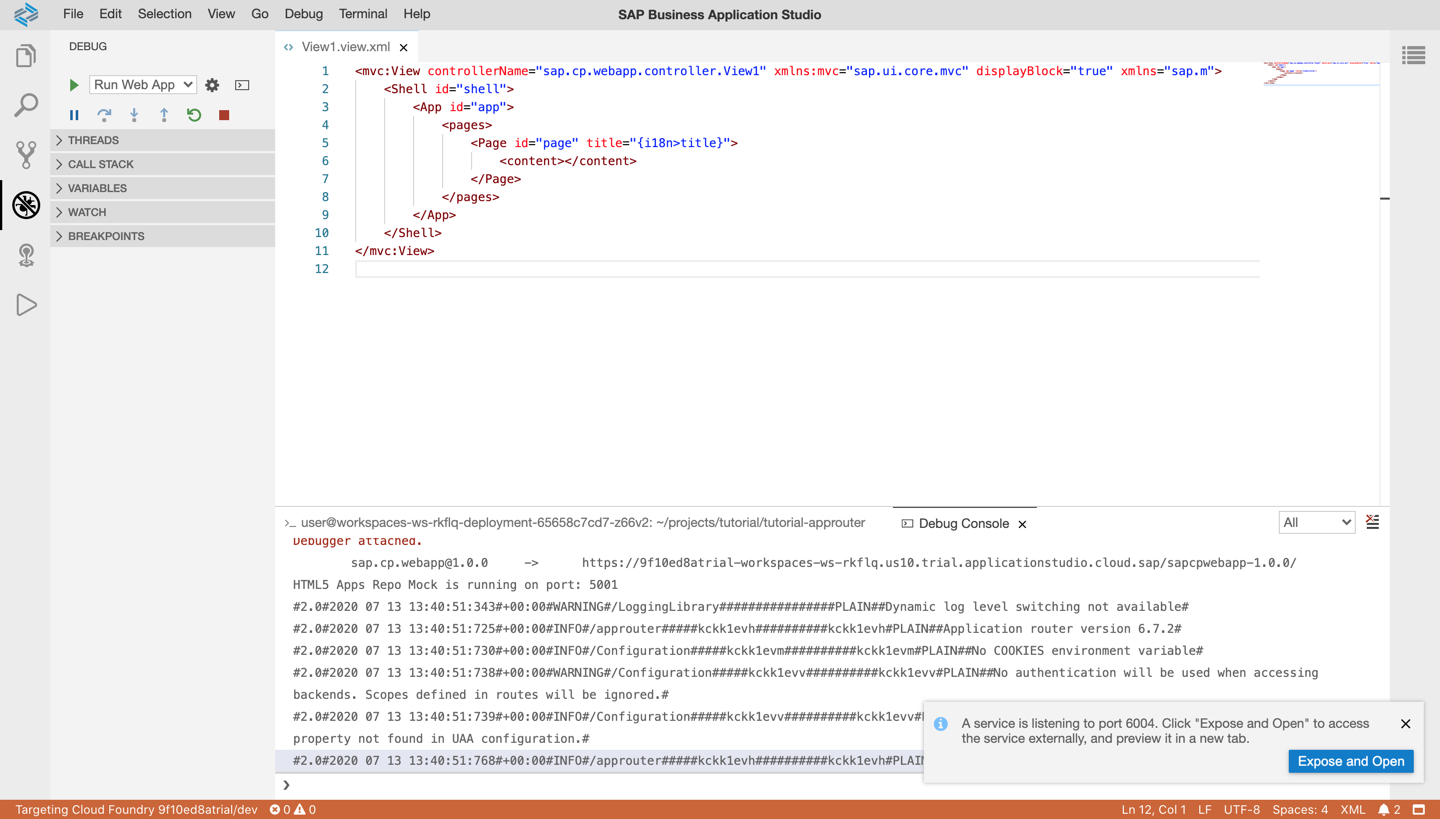 File Edit Selection View Go Debug Terminal Help SAP Business Application Studio
DEBUG
Run Web App
THREADS
CALL STACK
VARIABLES
WATCH
BREAKPOINTS
View1.view.xml
1 <mvc:View controllerName="sap.cp.webapp.controller.View1" xmlns:mvc="sap.ui.core.mvc" displayBlock="true" xmlns="sap.m">
2 <Shell id="shell">
3 <App id="app">
4 <pages>
5 <Page id="page" title="{i18n>title}">
6 <content></content>
7 </Page>
8 </pages>
9 </App>
10 </Shell>
11 </mvc:View>
12
>_ user@workspaces-ws-rkflq-deployment-65658c7cd7-z66v2: ~/projects/tutorial/tutorial-approuter Debug Console All
Debugger attached.
sap.cp.webapp@1.0.0 -> https://9f10ed8atrial-workspaces-ws-rkflq.us10.trial.applicationstudio.cloud.sap/sapcpwebapp-1.0.0/
HTML5 Apps Repo Mock is running on port: 5001
#2.0#2020 07 13 13:40:51:343#+00:00#WARNING#/LoggingLibrary################PLAIN##Dynamic log level switching not available#
#2.0#2020 07 13 13:40:51:725#+00:00#INFO#/approuter#####kckk1evh##########kckk1evh#PLAIN##Application router version 6.7.2#
#2.0#2020 07 13 13:40:51:730#+00:00#INFO#/Configuration#####kckk1evm##########kckk1evm#PLAIN##No COOKIES environment variable#
#2.0#2020 07 13 13:40:51:738#+00:00#WARNING#/Configuration#####kckk1evv##########kckk1evv#PLAIN##No authentication will be used when accessing
backends. Scopes defined in routes will be ignored.#
#2.0#2020 07 13 13:40:51:739#+00:00#INFO#/Configuration#####kckk1evv##########kckk1evv#
property not found in UAA configuration.#
#2.0#2020 07 13 13:40:51:768#+00:00#INFO#/approuter#####kckk1evh##########kckk1evh#PLAIN
A service is listening to port 6004. Click "Expose and Open" to access
the service externally, and preview it in a new tab.
Expose and Open
Targeting Cloud Foundry 9f10ed8atrial/dev 0 0 Ln 12, Col 1 LF UTF-8 Spaces: 4 XML 2